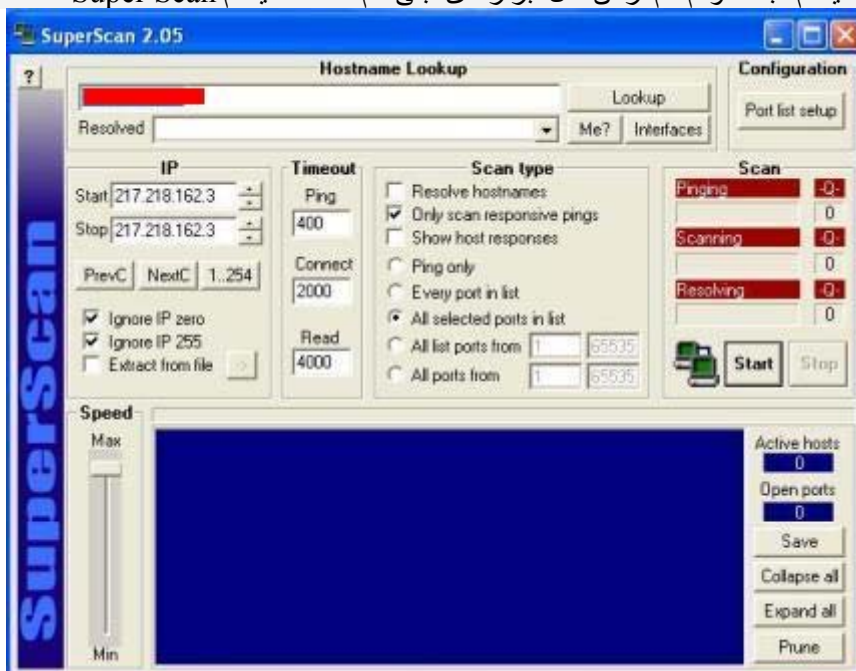 Super Scan
SuperScan 2.05
?
Hostname Lookup
Lookup
Resolved
Me?
Interfaces
Configuration
Port list setup
IP
Start 217.218.162.3
Stop 217.218.162.3
PrevC
NextC
1..254
Ignore IP zero
Ignore IP 255
Extract from file
->
Timeout
Ping
400
Connect
2000
Read
4000
Scan type
Resolve hostnames
Only scan responsive pings
Show host responses
Ping only
Every port in list
All selected ports in list
All list ports from 1 65535
All ports from 1 65535
Scan
Pinging -Q-
0
Scanning -Q-
0
Resolving -Q-
0
Start
Stop
Speed
Max
Min
Active hosts
0
Open ports
0
Save
Collapse all
Expand all
Prune
SuperScan